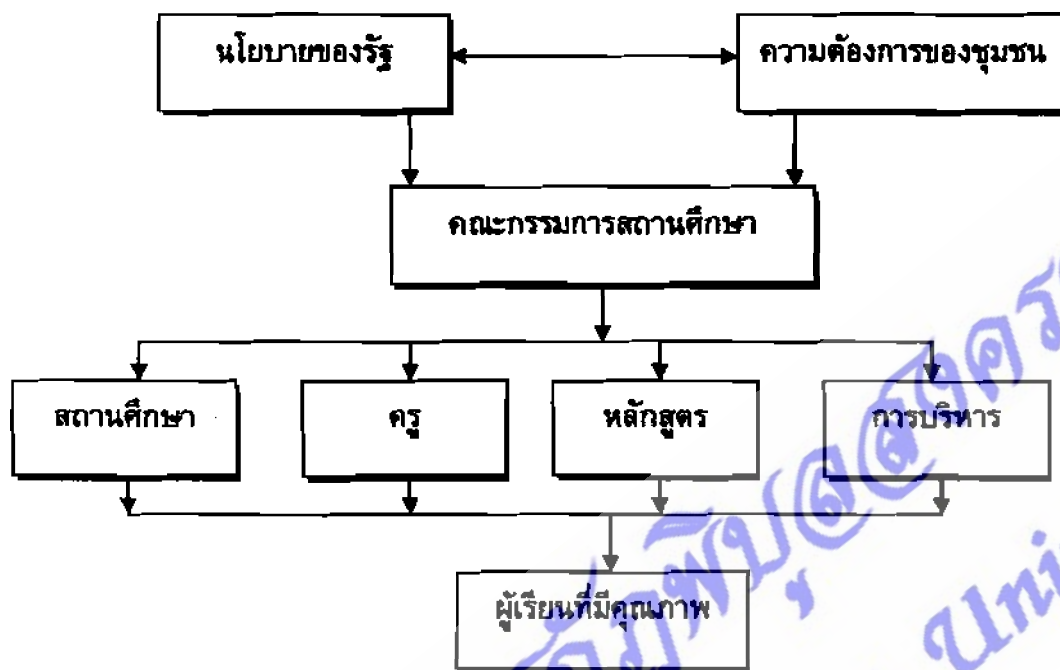 นโยบายของรัฐ
ความต้องการของชุมชน
คณะกรรมการสถานศึกษา
สถานศึกษา
ครู
หลักสูตร
การบริหาร
ผู้เรียนที่มีคุณภาพ